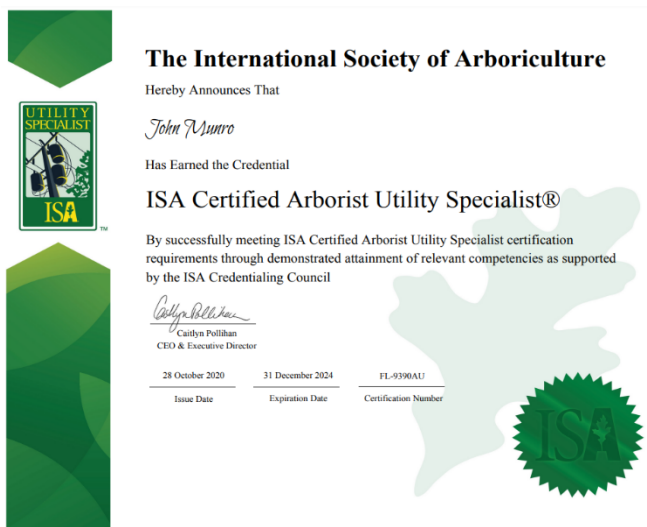 The International Society of Arboriculture
Hereby Announces That
John Munro
Has Earned the Credential
ISA Certified Arborist Utility Specialist®
By successfully meeting ISA Certified Arborist Utility Specialist certification
requirements through demonstrated attainment of relevant competencies as supported
by the ISA Credentialing Council
Caitlyn Pollihan
Caitlyn Pollihan
CEO & Executive Director
28 October 2020
31 December 2024
FL-9390AU
Issue Date
Expiration Date
Certification Number
UTILITY
SPECIALIST
ISA
TM
ISA